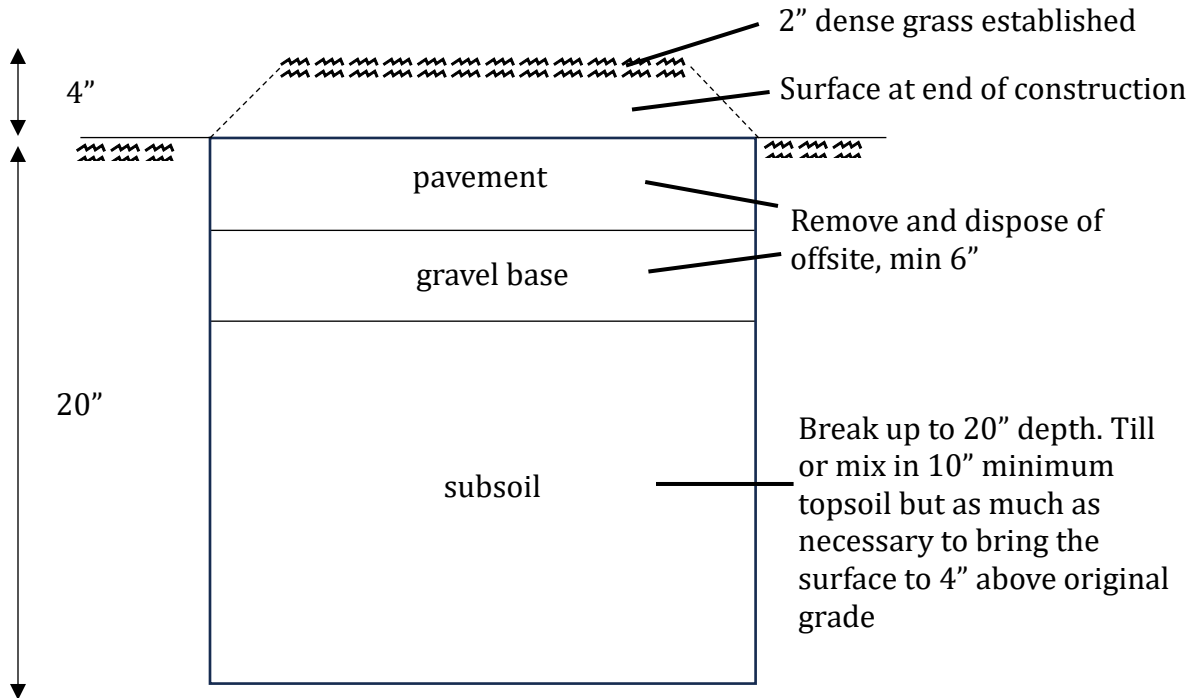 2” dense grass established
4”
Surface at end of construction
pavement
Remove and dispose of
offsite, min 6”
gravel base
20”
Break up to 20” depth. Till
or mix in 10” minimum
topsoil but as much as
necessary to bring the
surface to 4” above original
grade
subsoil